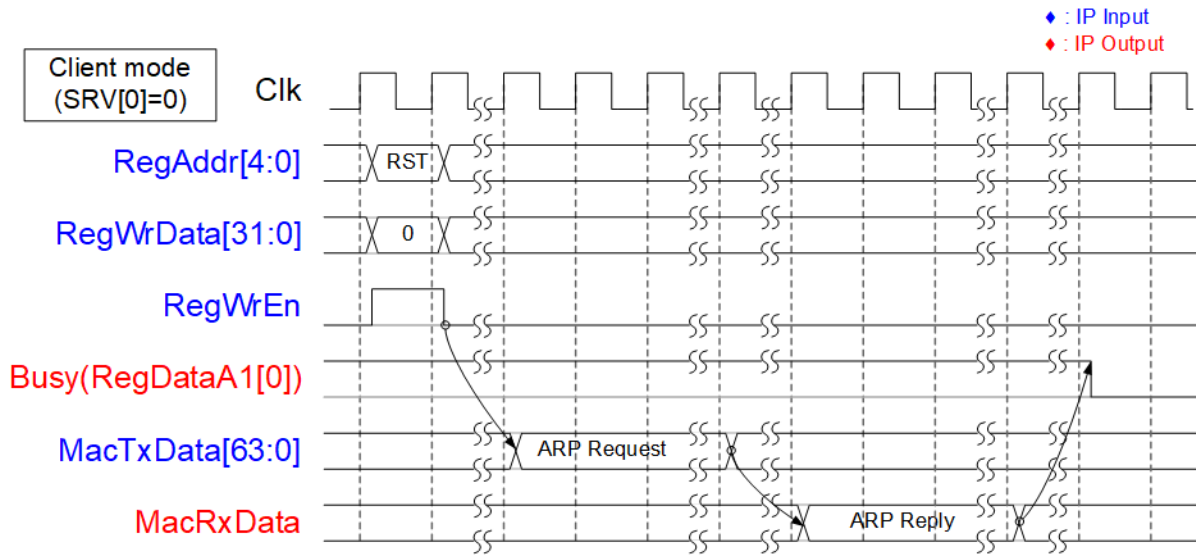 ♦ : IP Input
♦ : IP Output
Client mode
(SRV[0]=0)
Clk
RegAddr[4:0]
RST
RegWrData[31:0]
0
RegWrEn
Busy(RegDataA1[0])
MacTxData[63:0]
ARP Request
MacRxData
ARP Reply